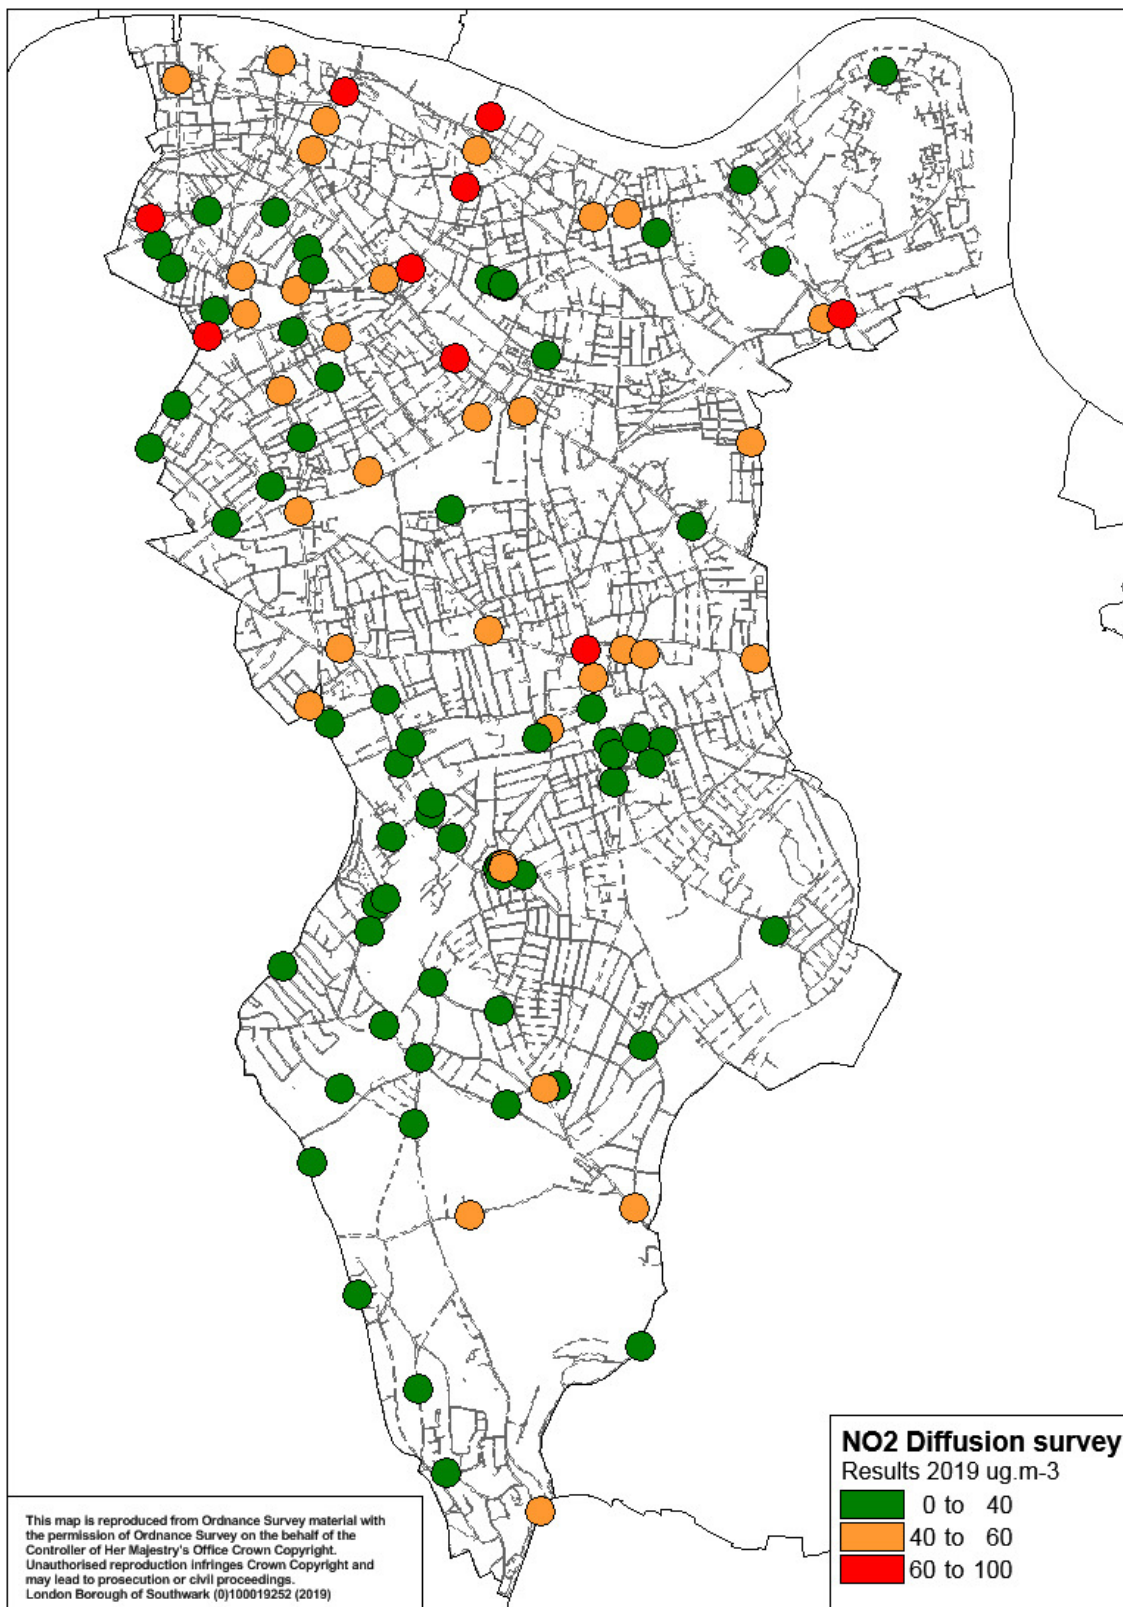 NO2 Diffusion survey
Results 2019 ug.m-3
0 to 40
40 to 60
60 to 100
This map is reproduced from Ordnance Survey material with
the permission of Ordnance Survey on the behalf of the
Controller of Her Majesty's Office Crown Copyright.
Unauthorised reproduction infringes Crown Copyright and
may lead to prosecution or civil proceedings.
London Borough of Southwark (0)100019252 (2019)